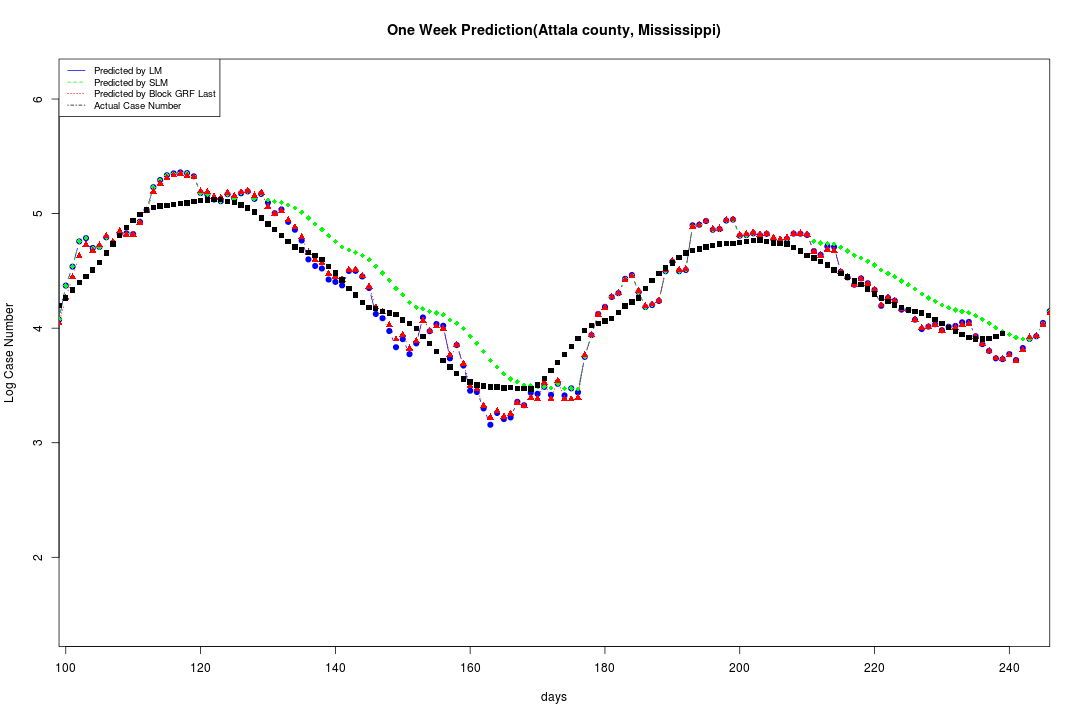 One Week Prediction(Attala county, Mississippi)
Predicted by LM
Predicted by SLM
Predicted by Block GRF Last
Actual Case Number
6
5
4
3
2
Log Case Number
100 120 140 160 180 200 220 240
days